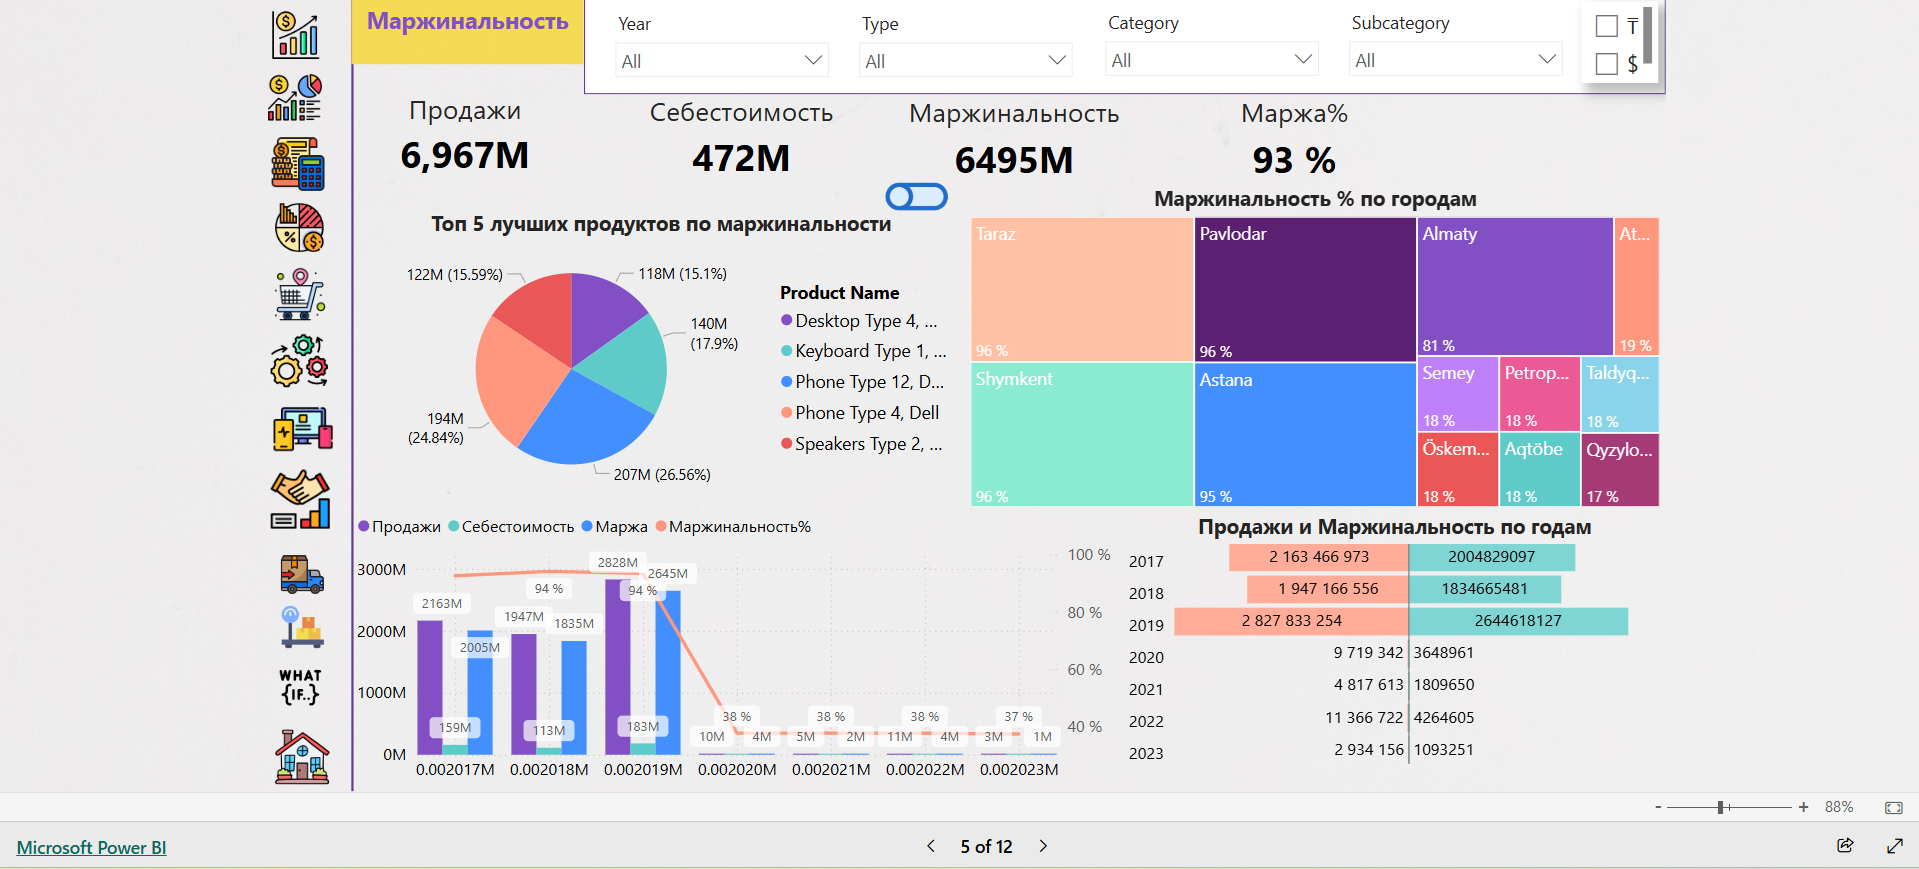 Маржинальность
Year
Type
Category
Subcategory
All
All
All
All
₸
$
Продажи
6,967M
Себестоимость
472M
Маржинальность
6495M
Маржа%
93 %
Топ 5 лучших продуктов по маржинальности
122M (15.59%)
118M (15.1%)
140M
(17.9%)
194M
(24.84%)
207M (26.56%)
Product Name
Desktop Type 4, ...
Keyboard Type 1, ...
Phone Type 12, D...
Phone Type 4, Dell
Speakers Type 2, ...
Маржинальность % по городам
Taraz
96 %
Pavlodar
96 %
Almaty
81 %
At...
19 %
Shymkent
96 %
Astana
95 %
Semey
18 %
Petrop...
18 %
Taldyq...
18 %
Öskem...
18 %
Aqtöbe
18 %
Qyzylo...
17 %
Продажи Себестоимость Маржа Маржинальность%
3000M
2000M
1000M
0M
100 %
80 %
60 %
40 %
2163M
159M
2005M
94 %
1947M
113M
1835M
2828M
94 %
183M
2645M
38 %
10M
4M
38 %
5M
2M
38 %
11M
4M
37 %
3M
1M
0.002017M 0.002018M 0.002019M 0.002020M 0.002021M 0.002022M 0.002023M
Продажи и Маржинальность по годам
2017 2 163 466 973 2004829097
2018 1 947 166 556 1834665481
2019 2 827 833 254 2644618127
2020 9 719 342 3648961
2021 4 817 613 1809650
2022 11 366 722 4264605
2023 2 934 156 1093251
WHAT
{IF..}
- + 88%
Microsoft Power BI
5 of 12